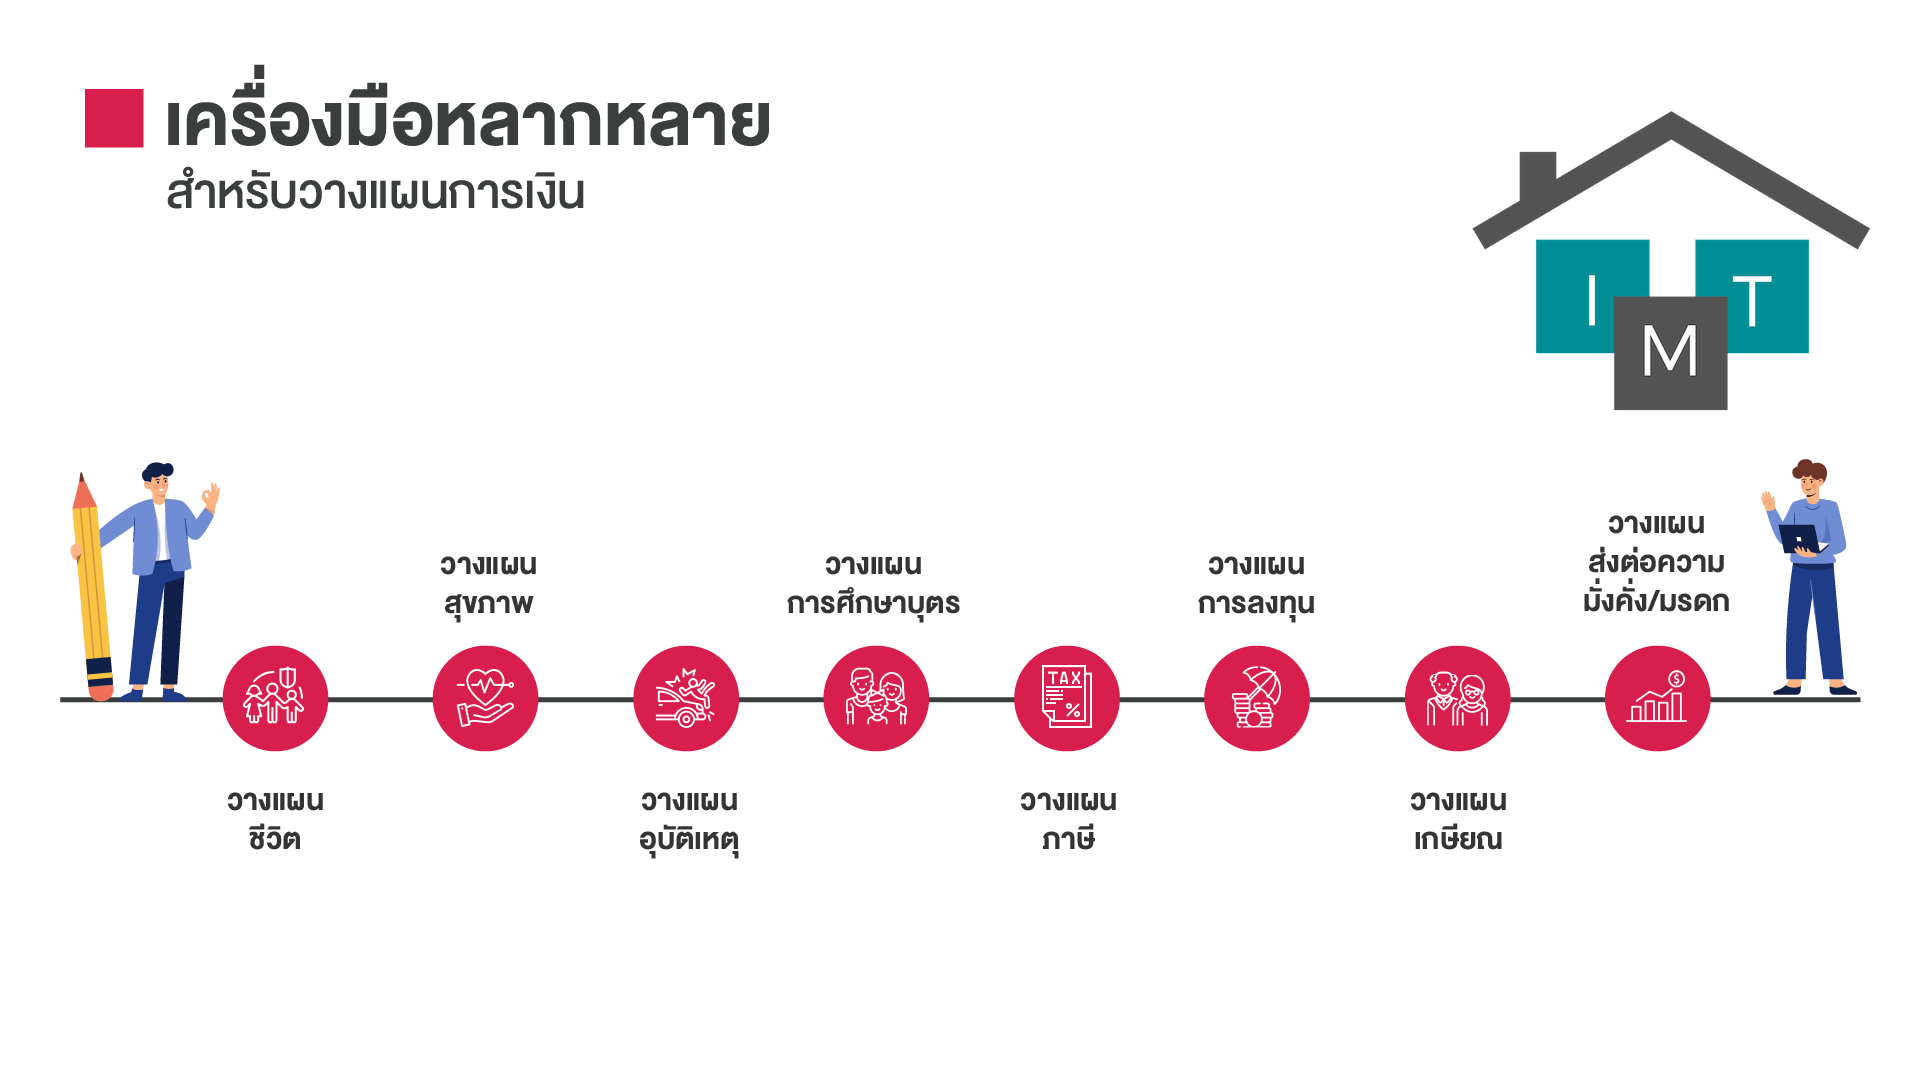 เครื่องมือหลากหลาย
สำหรับวางแผนการเงิน
I
T
M
วางแผน
ชีวิต
วางแผน
สุขภาพ
วางแผน
อุบัติเหตุ
วางแผน
การศึกษาบุตร
TAX
%
วางแผน
ภาษี
วางแผน
การลงทุน
วางแผน
เกษียณ
วางแผน
ส่งต่อความ
มั่งคั่ง/มรดก
$